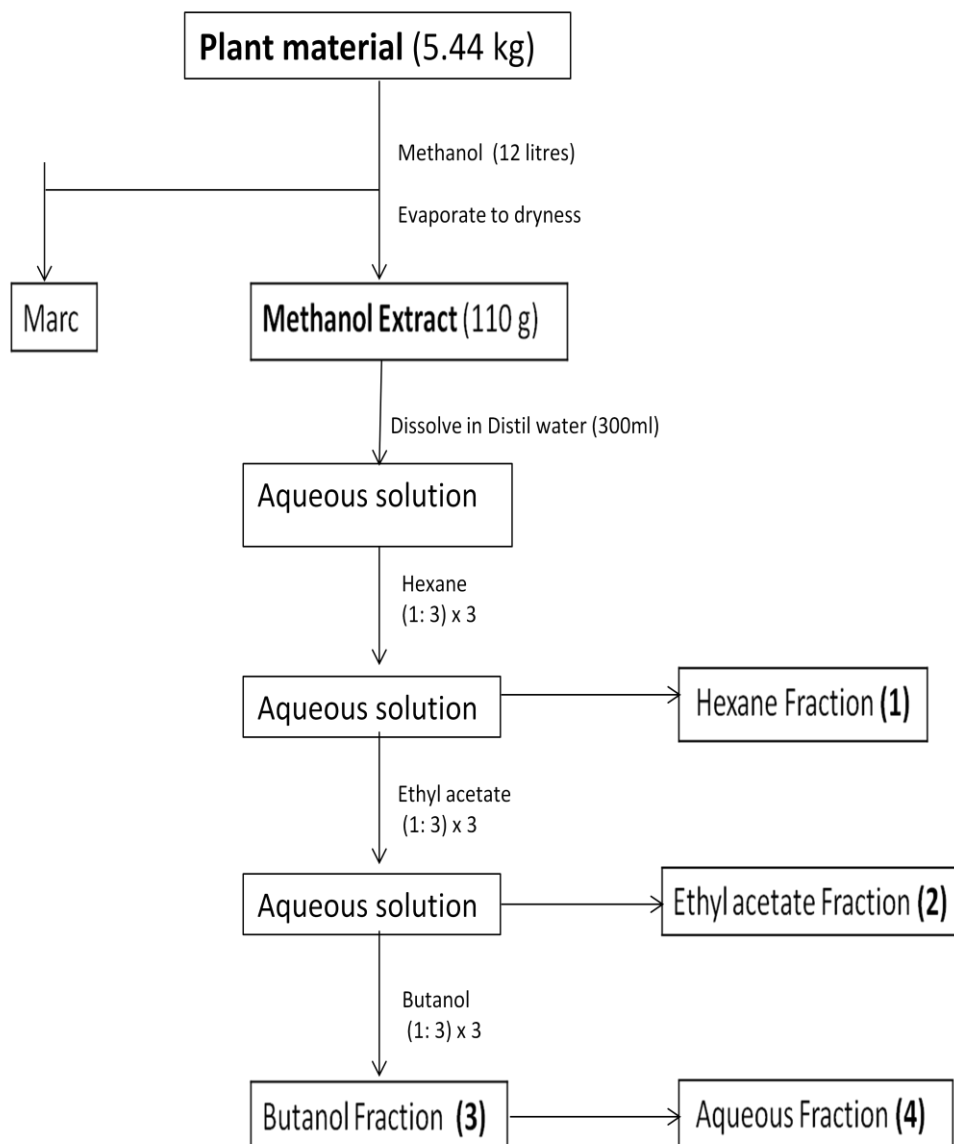 Plant material (5.44 kg)
Methanol (12 litres)
Evaporate to dryness
Marc
Methanol Extract (110 g)
Dissolve in Distil water (300ml)
Aqueous solution
Hexane
(1: 3) x 3
Aqueous solution
Hexane Fraction (1)
Ethyl acetate
(1: 3) x 3
Aqueous solution
Ethyl acetate Fraction (2)
Butanol
(1: 3) x 3
Butanol Fraction (3)
Aqueous Fraction (4)